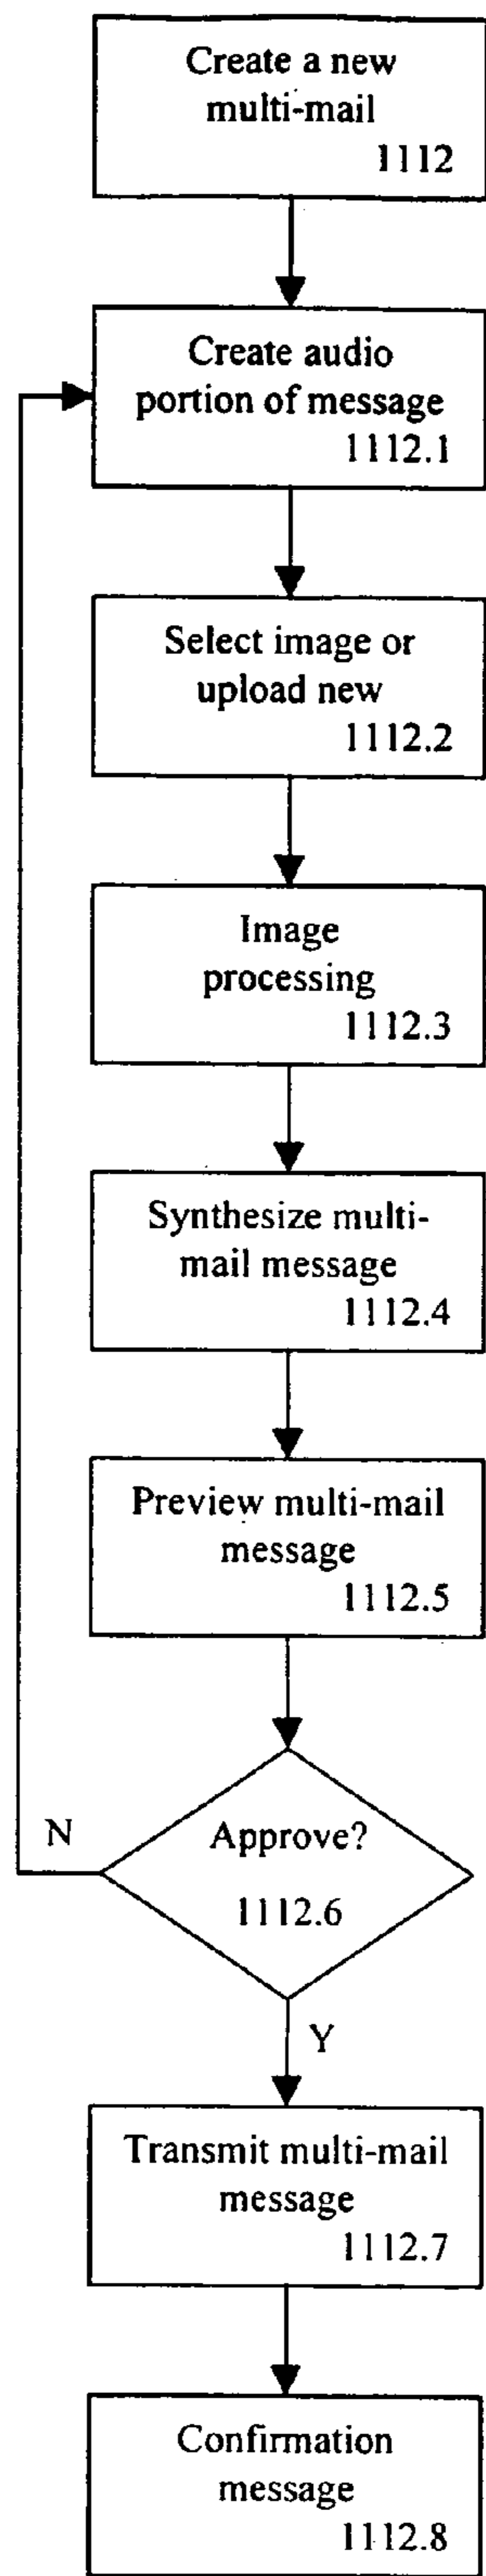 Create a new
multi-mail
1112
Create audio
portion of message
1112.1
Select image or
upload new
1112.2
Image
processing
1112.3
Synthesize multi-
mail message
1112.4
Preview multi-mail
message
1112.5
N
Approve?
1112.6
Y
Transmit multi-mail
message
1112.7
Confirmation
message
1112.8